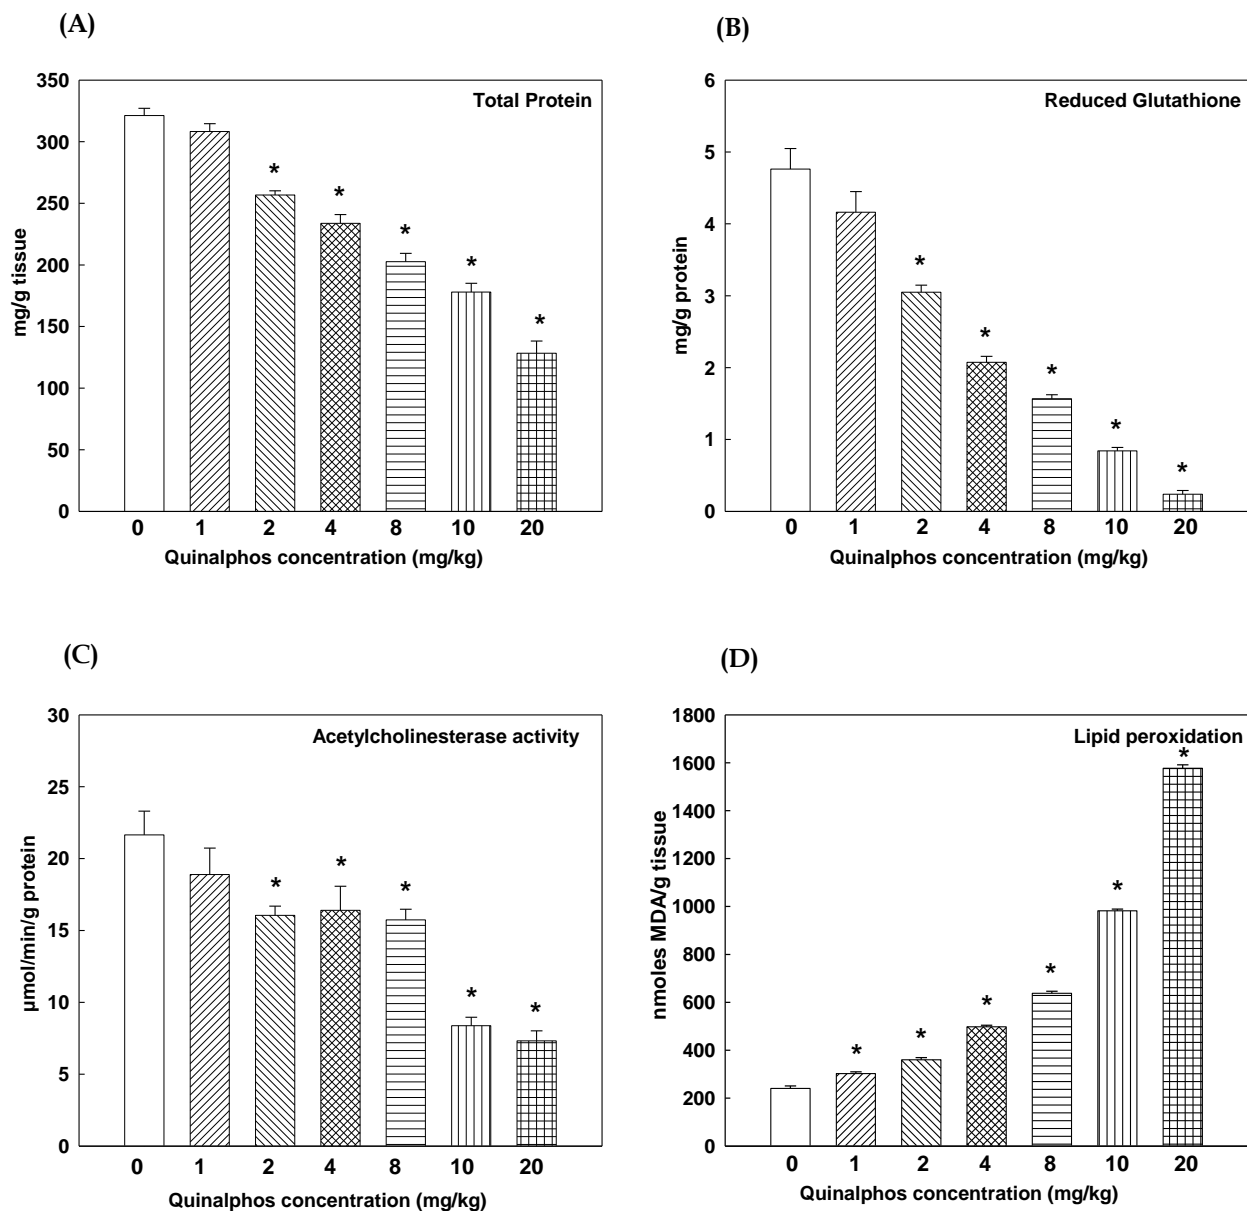 (A)
Total Protein
mg/g tissue
350
300
250
200
150
100
50
0
* * * * *
0 1 2 4 8 10 20
Quinalphos concentration (mg/kg)
(B)
Reduced Glutathione
mg/g protein
6
5
4
3
2
1
0
* * * * *
0 1 2 4 8 10 20
Quinalphos concentration (mg/kg)
(C)
Acetylcholinesterase activity
µmol/min/g protein
30
25
20
15
10
5
0
* * * * *
0 1 2 4 8 10 20
Quinalphos concentration (mg/kg)
(D)
Lipid peroxidation
nmoles MDA/g tissue
1800
1600
1400
1200
1000
800
600
400
200
0
* * * * * *
0 1 2 4 8 10 20
Quinalphos concentration (mg/kg)